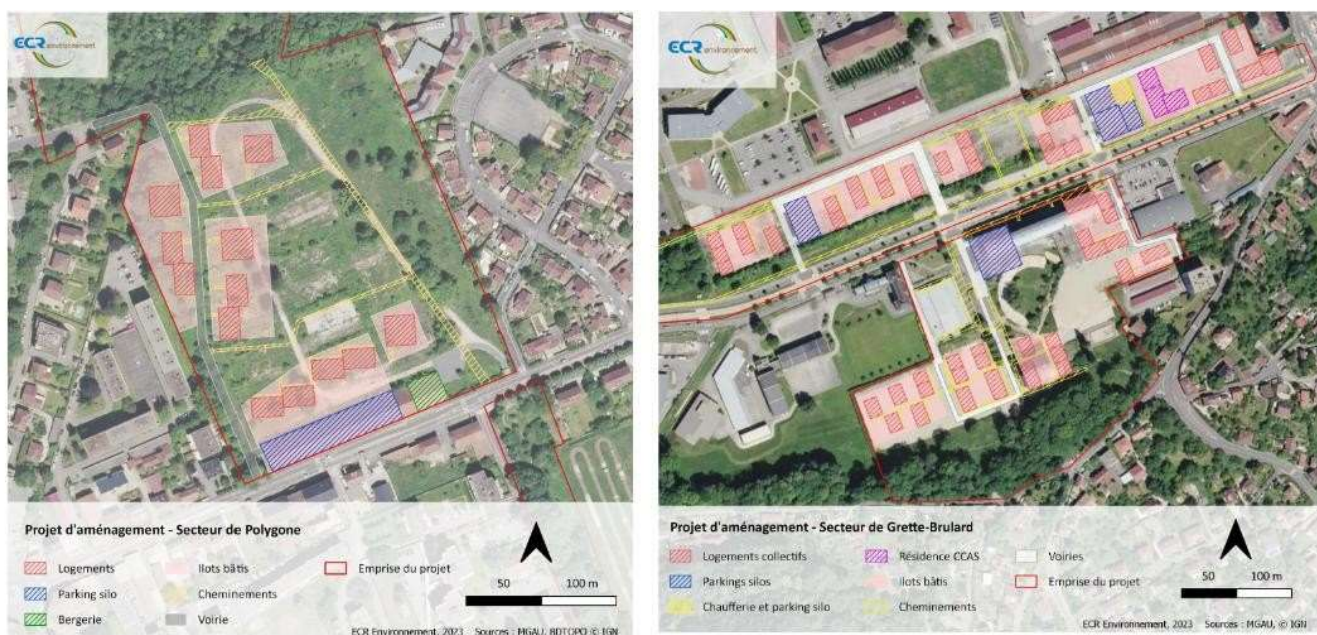 ECR environnement
Projet d'aménagement - Secteur de Polygone
Logements
Ilots bâtis
Emprise du projet
Parking silo
Cheminements
Bergerie
Voirie
50 100 m
ECR Environnement, 2023 Sources : MGAU, BDTOPO © IGN
ECR environnement
Projet d'aménagement - Secteur de Grette-Brulard
Logements collectifs
Résidence CCAS
Voiries
Parkings silos
Ilots bâtis
Emprise du projet
Chaufferie et parking silo
Cheminements
50 100 m
ECR Environnement, 2023 Sources : MGAU, © IGN